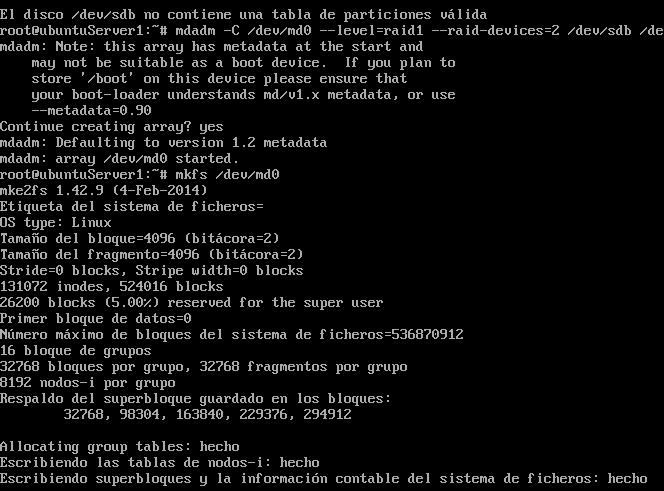 El disco /dev/sdb no contiene una tabla de particiones válida
root@ubuntuServer1:~# mdadm -C /dev/md0 --level=raid1 --raid-devices=2 /dev/sdb /de
mdadm: Note: this array has metadata at the start and
    may not be suitable as a boot device.  If you plan to
    store '/boot' on this device please ensure that
    your boot-loader understands md/v1.x metadata, or use
    --metadata=0.90
Continue creating array? yes
mdadm: Defaulting to version 1.2 metadata
mdadm: array /dev/md0 started.
root@ubuntuServer1:~# mkfs /dev/md0
mke2fs 1.42.9 (4-Feb-2014)
Etiqueta del sistema de ficheros=
OS type: Linux
Tamaño del bloque=4096 (bitácora=2)
Tamaño del fragmento=4096 (bitácora=2)
Stride=0 blocks, Stripe width=0 blocks
131072 inodes, 524016 blocks
26200 blocks (5.00%) reserved for the super user
Primer bloque de datos=0
Número máximo de bloques del sistema de ficheros=536870912
16 bloque de grupos
32768 bloques por grupo, 32768 fragmentos por grupo
8192 nodos-i por grupo
Respaldo del superbloque guardado en los bloques:
        32768, 98304, 163840, 229376, 294912

Allocating group tables: hecho
Escribiendo las tablas de nodos-i: hecho
Escribiendo superbloques y la información contable del sistema de ficheros: hecho